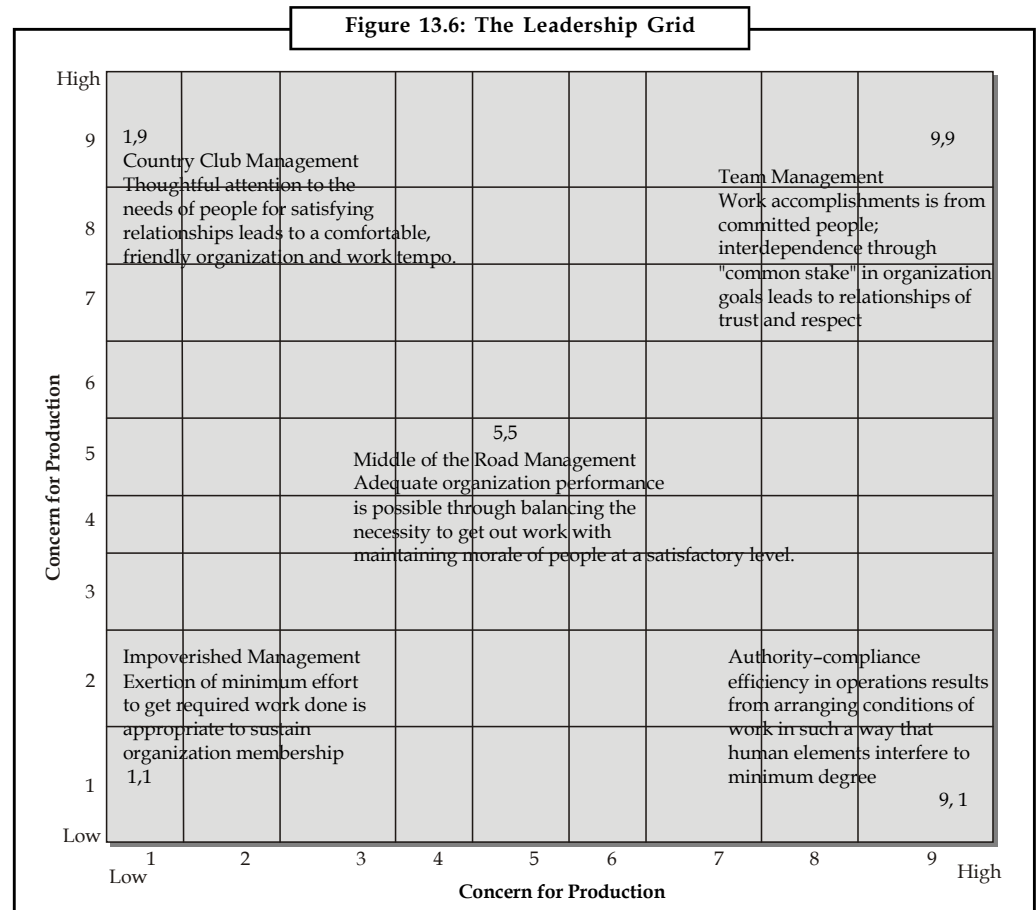 Figure 13.6: The Leadership Grid
High
9
8
7
6
5
4
3
2
1
Low
Concern for Production
1,9
Country Club Management
Thoughtful attention to the
needs of people for satisfying
relationships leads to a comfortable,
friendly organization and work tempo.
9,9
Team Management
Work accomplishments is from
committed people;
interdependence through
"common stake" in organization
goals leads to relationships of
trust and respect
5,5
Middle of the Road Management
Adequate organization performance
is possible through balancing the
necessity to get out work with
maintaining morale of people at a satisfactory level.
Impoverished Management
Exertion of minimum effort
to get required work done is
appropriate to sustain
organization membership
1,1
Authority–compliance
efficiency in operations results
from arranging conditions of
work in such a way that
human elements interfere to
minimum degree
9, 1
1 2 3 4 5 6 7 8 9
Low
High
Concern for Production